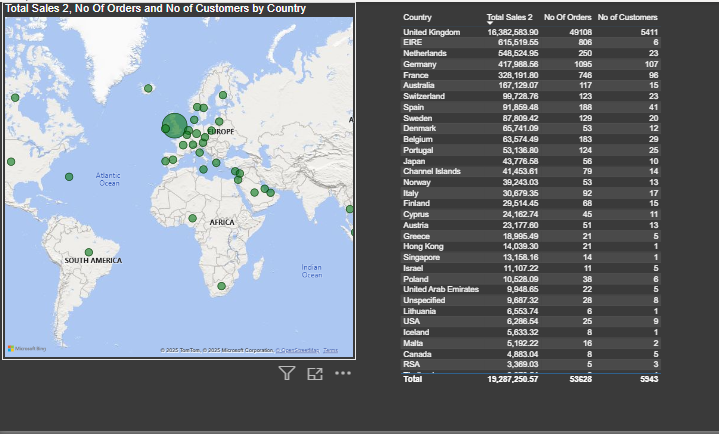 Total Sales 2, No Of Orders and No of Customers by Country
EUROPE
Atlantic
Ocean
AFRICA
SOUTH AMERICA
Indian
Ocean
Microsoft Bing
© 2025 TomTom, © 2025 Microsoft Corporation, © OpenStreetMap Terms
Country Total Sales 2 No Of Orders No of Customers
United Kingdom 16,382,583.90 49108 5411
EIRE 615,519.55 806 6
Netherlands 548,524.95 250 23
Germany 417,988.56 1095 107
France 328,191.80 746 96
Australia 167,129.07 117 15
Switzerland 99,728.76 123 23
Spain 91,859.48 188 41
Sweden 87,809.42 129 20
Denmark 65,741.09 53 12
Belgium 63,574.49 183 29
Portugal 53,136.80 124 25
Japan 43,776.58 56 10
Channel Islands 41,453.61 79 14
Norway 39,243.03 53 13
Italy 30,679.35 92 17
Finland 29,514.45 68 15
Cyprus 24,162.74 45 11
Austria 23,177.60 51 13
Greece 18,995.49 21 5
Hong Kong 14,039.30 21 1
Singapore 13,158.16 14 1
Israel 11,107.22 11 5
Poland 10,528.09 38 6
United Arab Emirates 9,948.65 22 5
Unspecified 9,687.32 28 8
Lithuania 6,553.74 6 1
USA 6,286.54 25 9
Iceland 5,633.32 8 1
Malta 5,192.22 16 2
Canada 4,883.04 8 5
RSA 3,369.03 5 3
Total 19,287,250.57 53628 5943